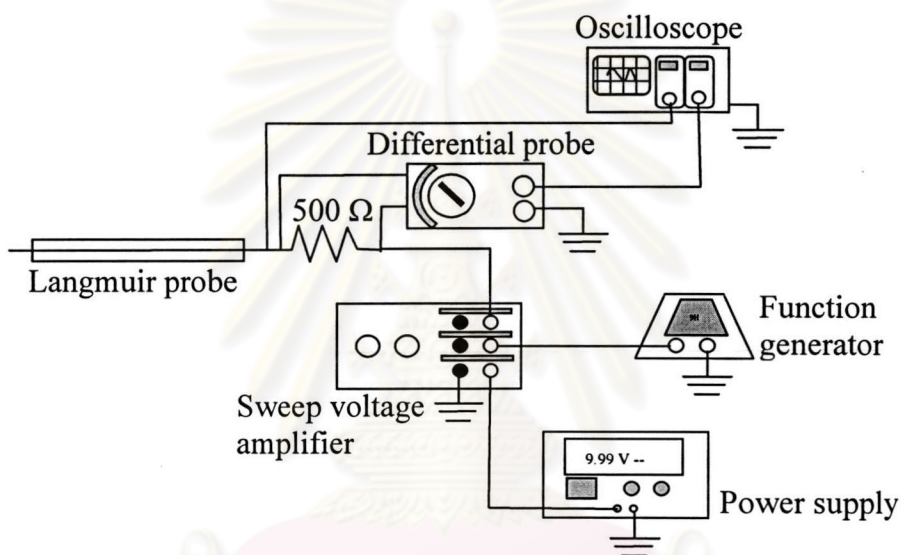 Oscilloscope
Differential probe
500 Ω
Langmuir probe
Function
generator
Sweep voltage
amplifier
9.99 V --
Power supply